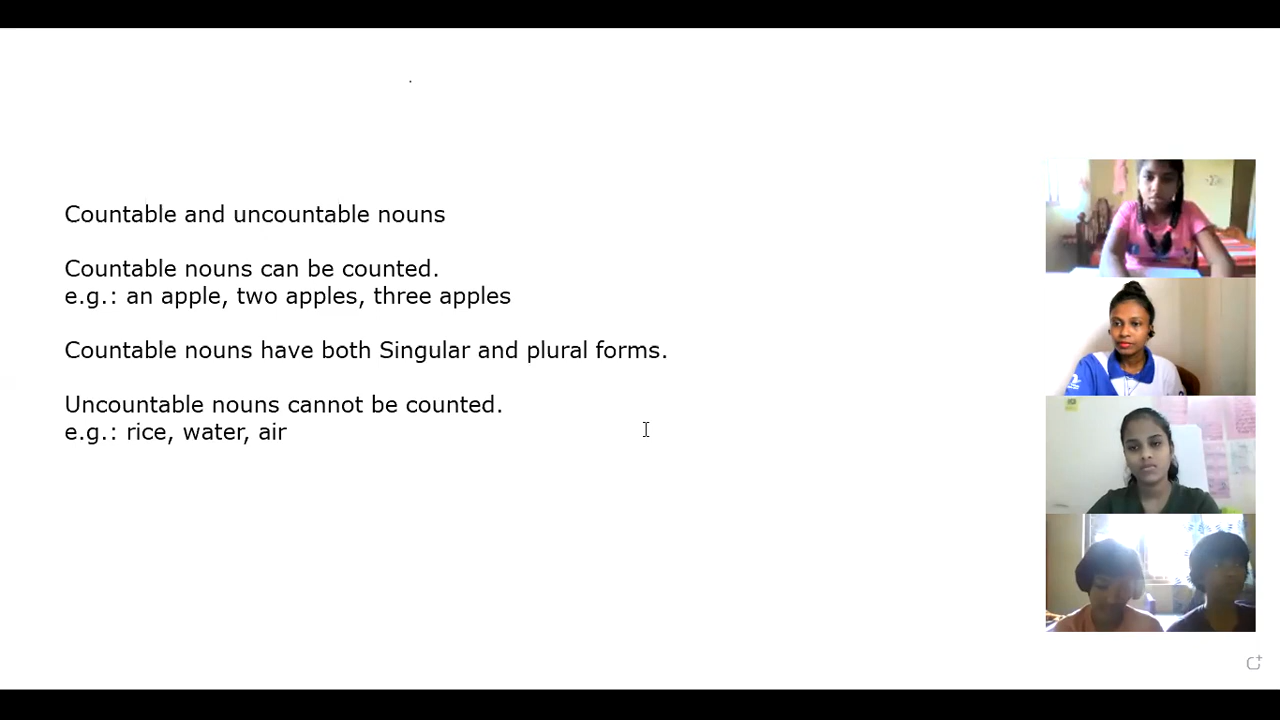 Countable and uncountable nouns
Countable nouns can be counted.
e.g.: an apple, two apples, three apples
Countable nouns have both Singular and plural forms.
Uncountable nouns cannot be counted.
e.g.: rice, water, air